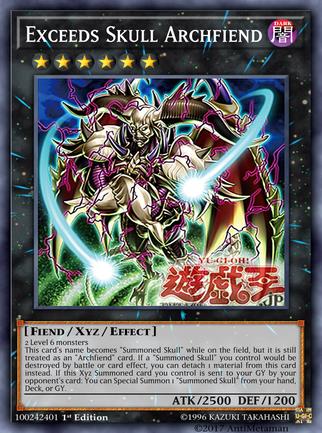 EXCEEDS SKULL ARCHFIEND
DARK
闇
YU-GI-OH!
遊戯王
JP
[FIEND / XYZ / EFFECT]
2 Level 6 monsters
This card's name becomes "Summoned Skull" while on the field, but it is still
treated as an "Archfiend" card. If a "Summoned Skull" you control would be
destroyed by battle or card effect, you can detach 1 material from this card
instead. If this Xyz Summoned card you control is sent to your GY by your
opponent's card: You can Special Summon 1 "Summoned Skull" from your hand,
Deck, or GY.
ATK/2500 DEF/1200
100242401 1st Edition
©1996 KAZUKI TAKAHASHI
©2017 AntiMetaman